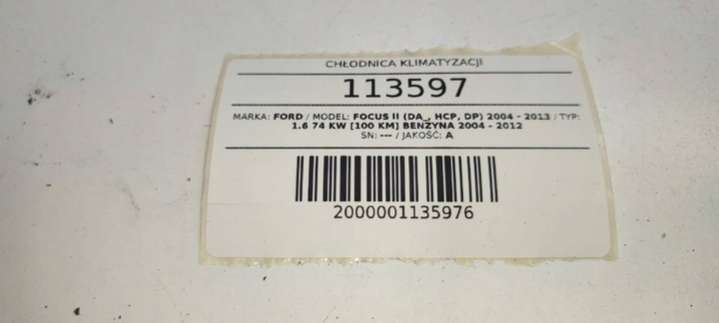 CHŁODNICA KLIMATYZACJI
113597
MARKA: FORD / MODEL: FOCUS II (DA_, HCP, DP) 2004 - 2013 / TYP:
1.6 74 KW [100 KM] BENZYNA 2004 - 2012
SN: --- / JAKOŚĆ: A
2000001135976